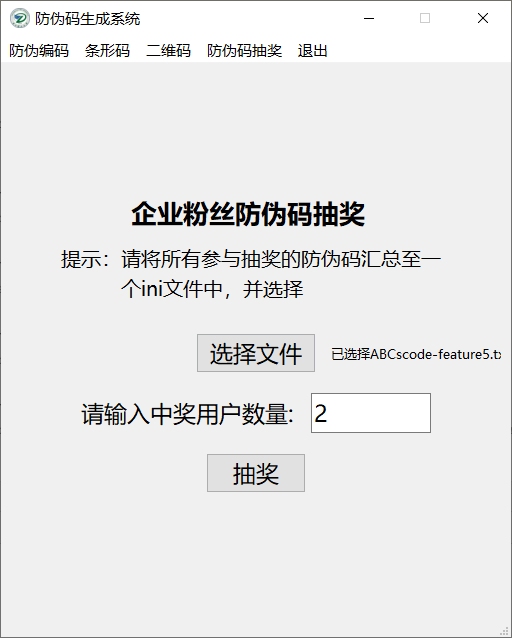 防伪码生成系统
防伪编码 条形码 二维码 防伪码抽奖 退出
企业粉丝防伪码抽奖
提示：请将所有参与抽奖的防伪码汇总至一
个ini文件中，并选择
选择文件 已选择ABCscode-feature5.tx
请输入中奖用户数量: 2
抽奖